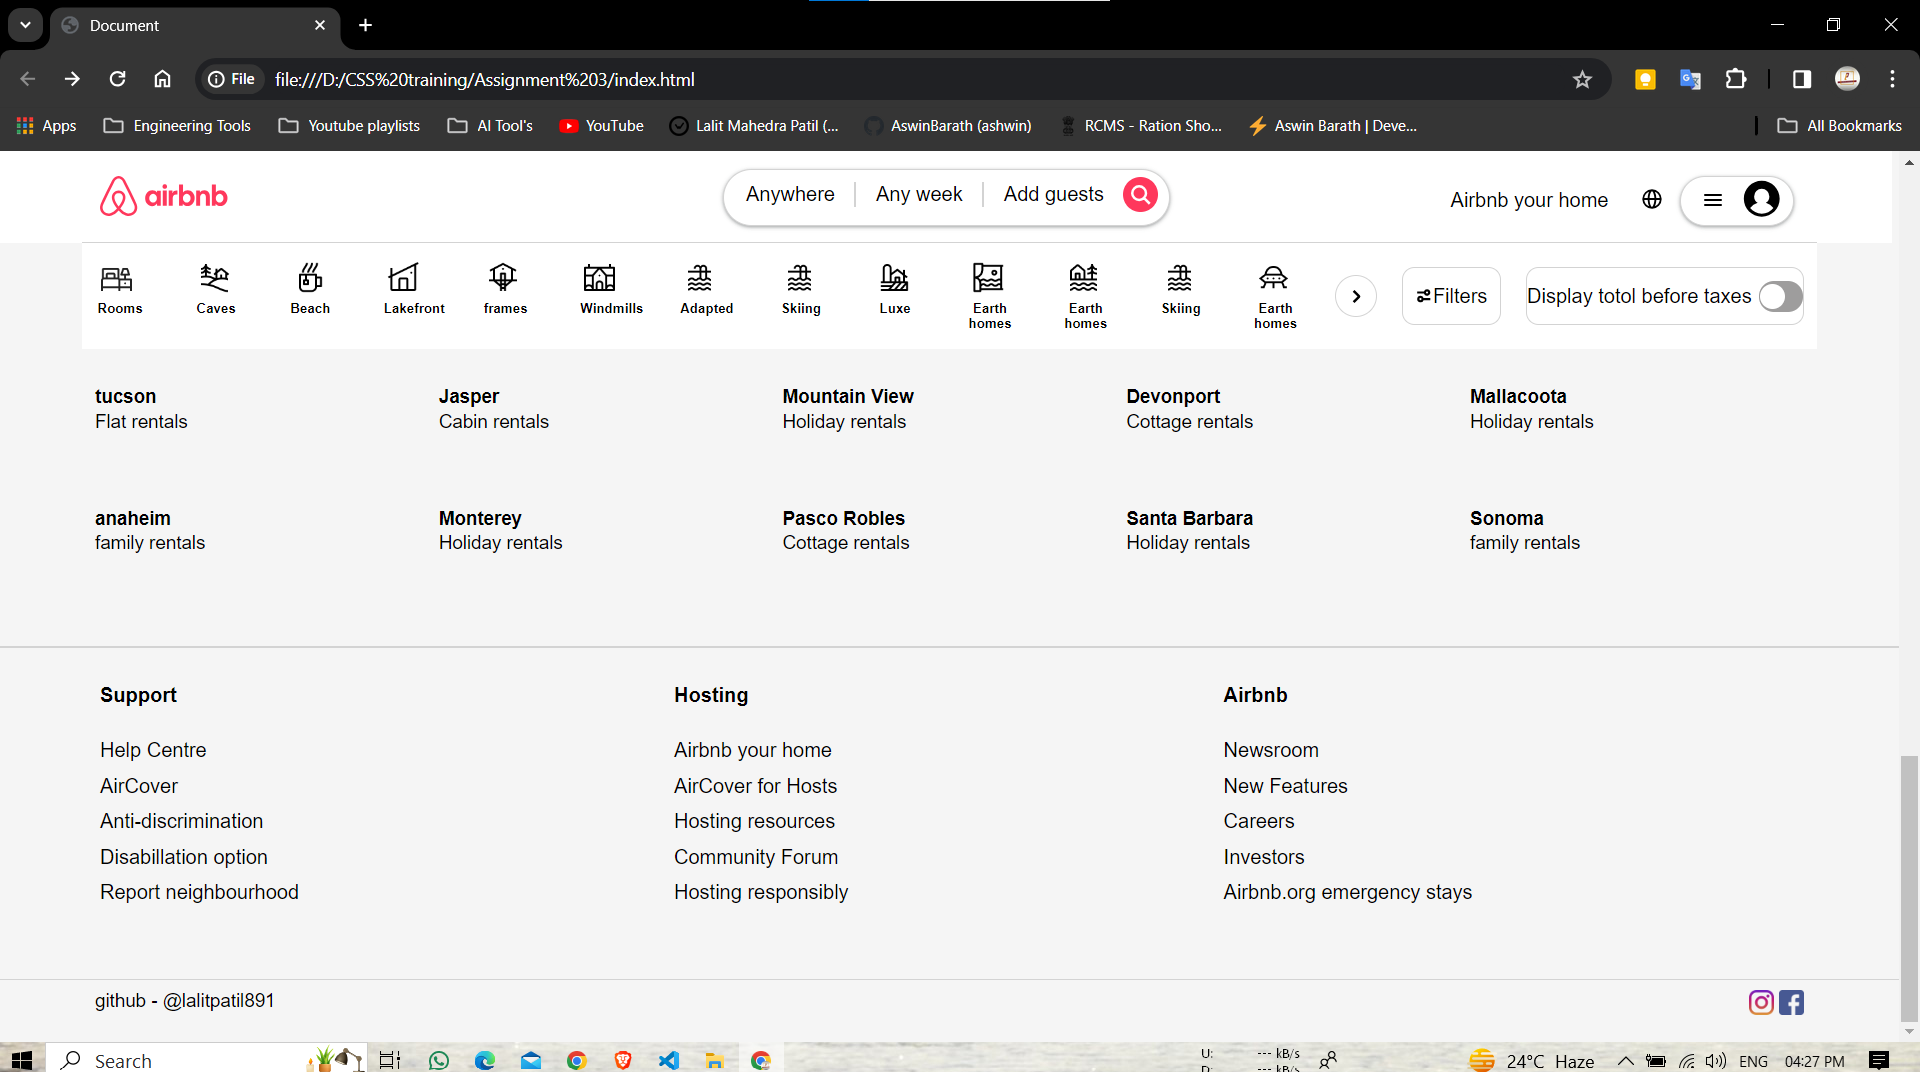 Document
File file:///D:/CSS%20training/Assignment%203/index.html
Apps Engineering Tools Youtube playlists AI Tool's YouTube Lalit Mahedra Patil (... AswinBarath (ashwin) RCMS - Ration Sho... Aswin Barath | Deve... All Bookmarks
airbnb Anywhere Any week Add guests Airbnb your home
Rooms Caves Beach Lakefront frames Windmills Adapted Skiing Luxe Earth homes Earth homes Skiing Earth homes Filters Display totol before taxes
tucson Jasper Mountain View Devonport Mallacoota
Flat rentals Cabin rentals Holiday rentals Cottage rentals Holiday rentals
anaheim Monterey Pasco Robles Santa Barbara Sonoma
family rentals Holiday rentals Cottage rentals Holiday rentals family rentals
Support Hosting Airbnb
Help Centre Airbnb your home Newsroom
AirCover AirCover for Hosts New Features
Anti-discrimination Hosting resources Careers
Disabillation option Community Forum Investors
Report neighbourhood Hosting responsibly Airbnb.org emergency stays
github - @lalitpatil891
Search U: --- kB/s 24°C Haze ENG 04:27 PM
D: --- kB/s